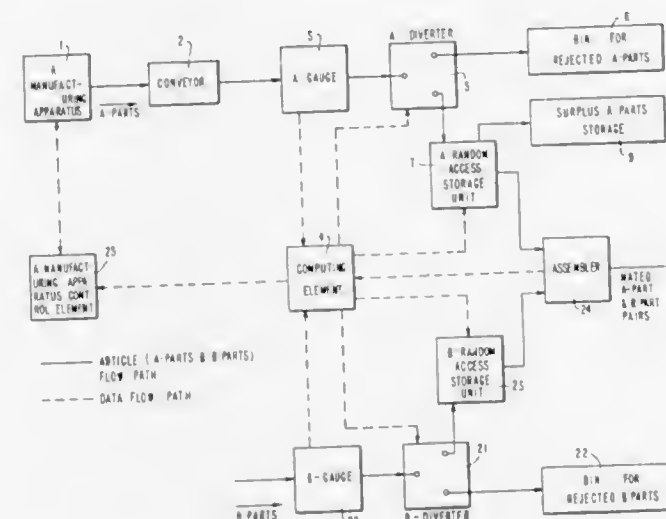 1
A
MANUFACT-
URING
APPARATUS
A-PARTS
2
CONVEYOR
5
A GAUGE
A DIVERTER
3
6
BIN FOR
REJECTED A-PARTS
SURPLUS A PARTS
STORAGE
9
7
A RANDOM
ACCESS
STORAGE
UNIT
25
A MANUFACT
URING APPA
RATUS CONT
ROL ELEMENT
4
COMPUTING
ELEMENT
ASSEMBLER
24
MATED
A-PART
& B PART
PAIRS
ARTICLE (A-PARTS & B PARTS)
FLOW PATH
DATA FLOW PATH
B-RANDOM
ACCESS
STORAGE
UNIT
23
B PARTS
B-GAUGE
21
B-DIVERTER
22
BIN FOR
REJECTED B PARTS